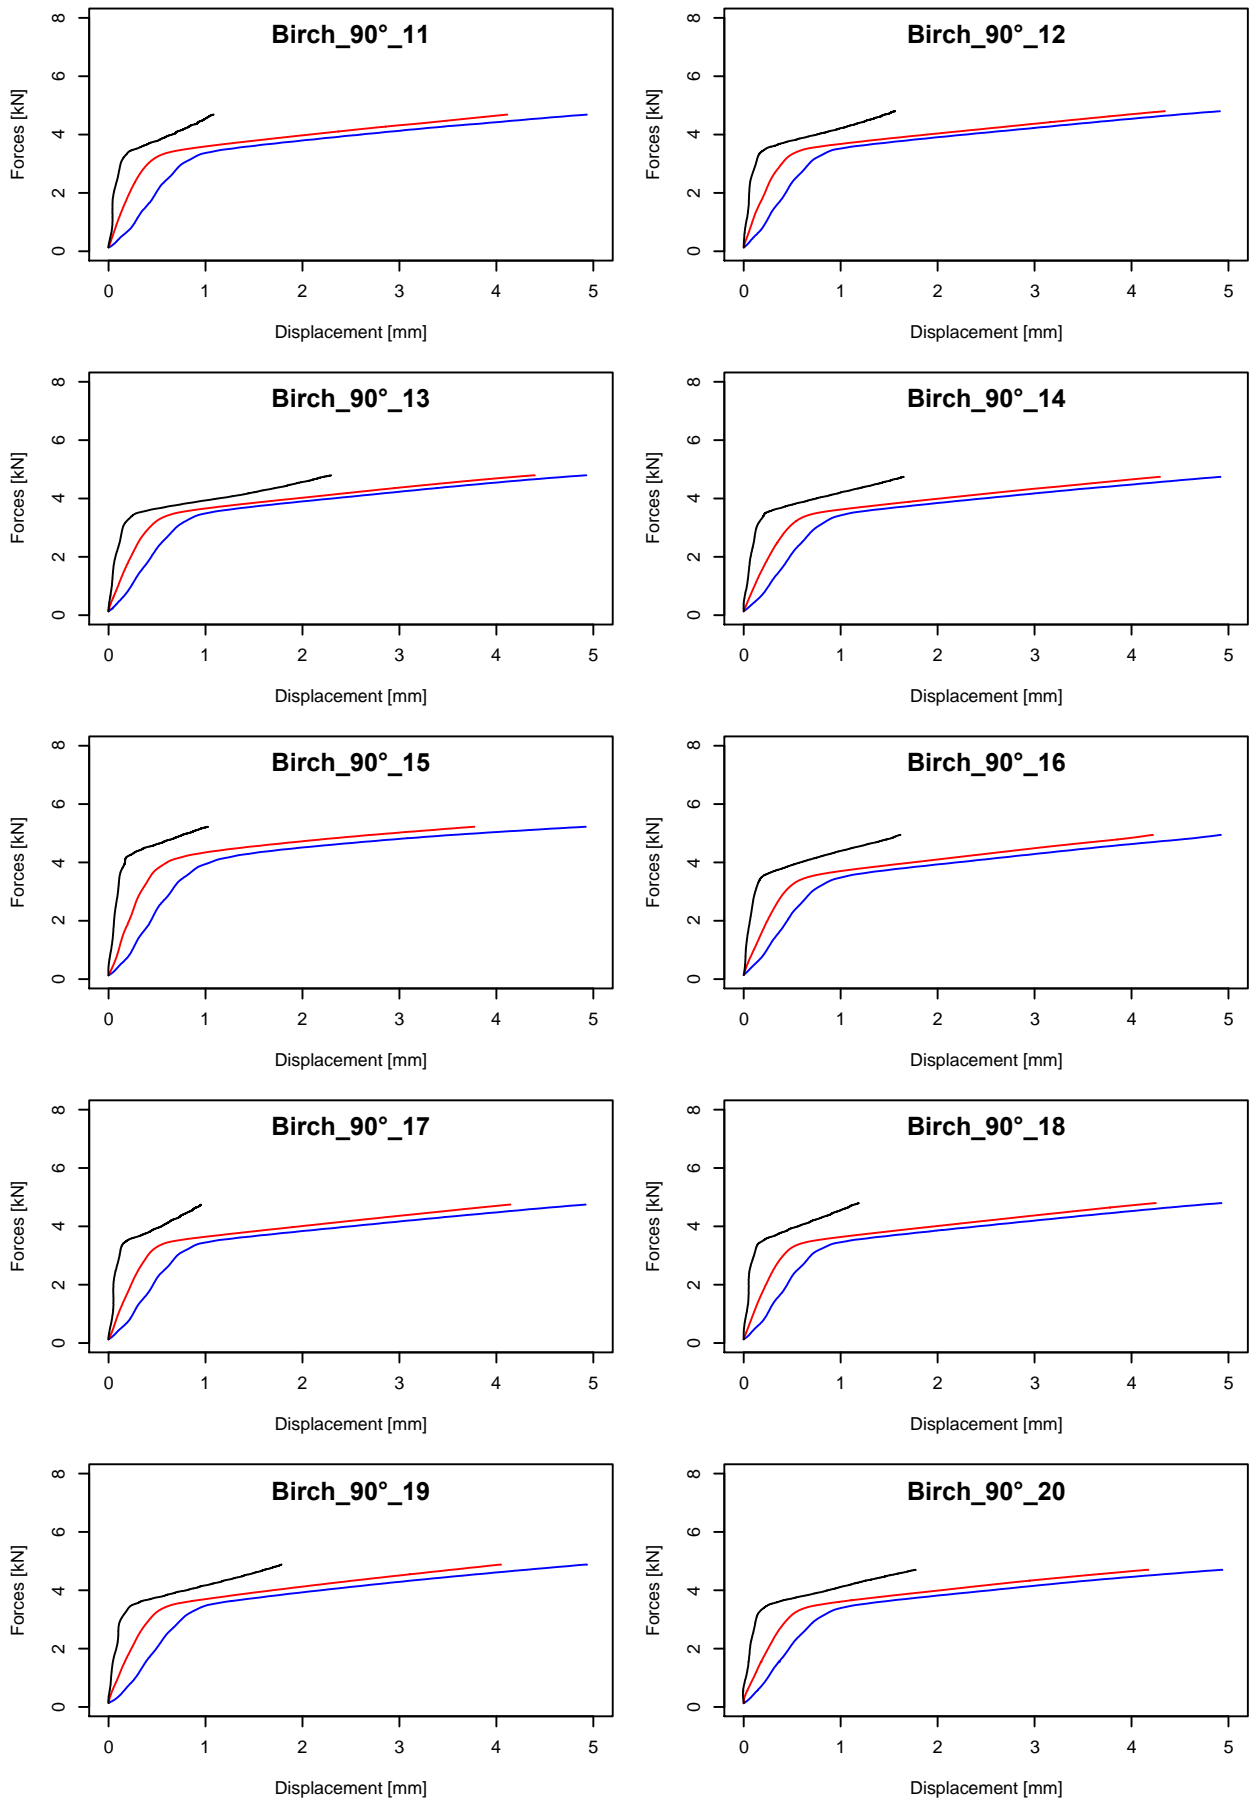 Birch_90°_11
Forces [kN]
8
6
4
2
0
0 1 2 3 4 5
Displacement [mm]
Birch_90°_12
Forces [kN]
8
6
4
2
0
0 1 2 3 4 5
Displacement [mm]
Birch_90°_13
Forces [kN]
8
6
4
2
0
0 1 2 3 4 5
Displacement [mm]
Birch_90°_14
Forces [kN]
8
6
4
2
0
0 1 2 3 4 5
Displacement [mm]
Birch_90°_15
Forces [kN]
8
6
4
2
0
0 1 2 3 4 5
Displacement [mm]
Birch_90°_16
Forces [kN]
8
6
4
2
0
0 1 2 3 4 5
Displacement [mm]
Birch_90°_17
Forces [kN]
8
6
4
2
0
0 1 2 3 4 5
Displacement [mm]
Birch_90°_18
Forces [kN]
8
6
4
2
0
0 1 2 3 4 5
Displacement [mm]
Birch_90°_19
Forces [kN]
8
6
4
2
0
0 1 2 3 4 5
Displacement [mm]
Birch_90°_20
Forces [kN]
8
6
4
2
0
0 1 2 3 4 5
Displacement [mm]